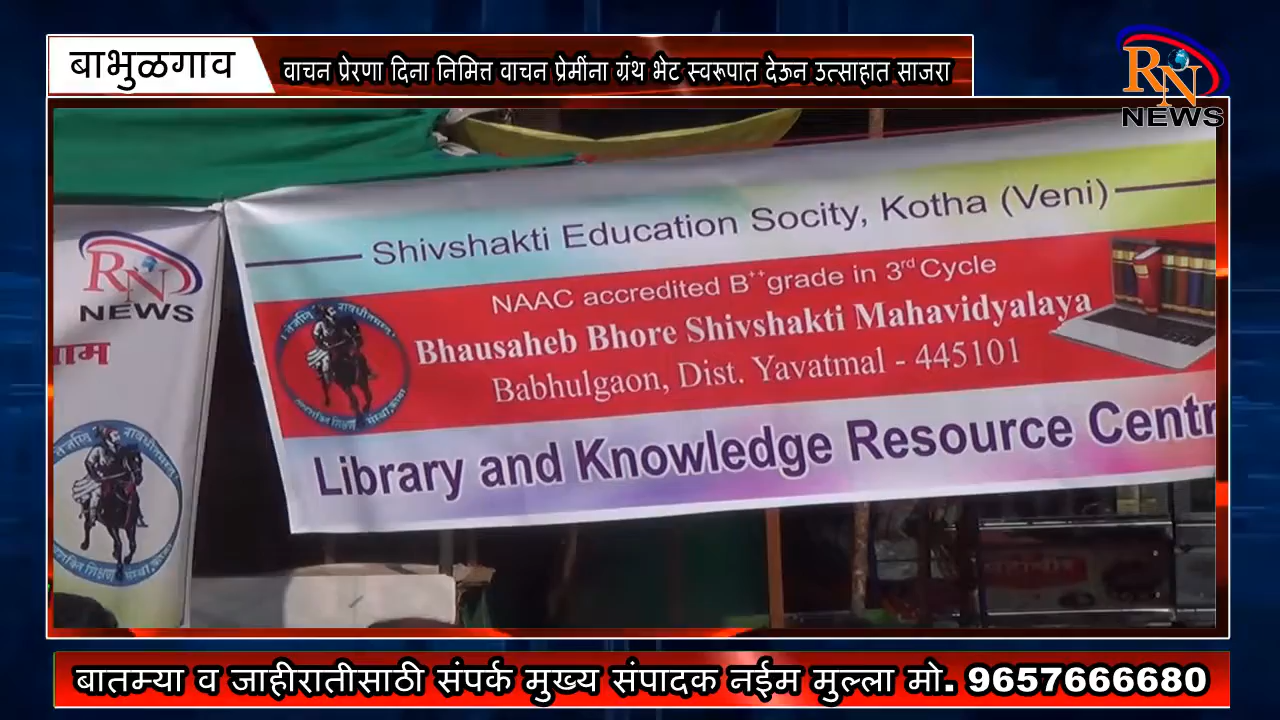 बाभुळगाव
वाचन प्रेरणा दिना निमित्त वाचन प्रेमींना ग्रंथ भेट स्वरूपात देऊन उत्साहात साजरा
RN
NEWS
Shivshakti Education Socity, Kotha (Veni)
NAAC accredited B++ grade in 3rd Cycle
Bhausaheb Bhore Shivshakti Mahavidyalaya
Babhulgaon, Dist. Yavatmal - 445101
Library and Knowledge Resource Centr
RN
NEWS
बातम्या व जाहीरातीसाठी संपर्क मुख्य संपादक नईम मुल्ला मो. 9657666680